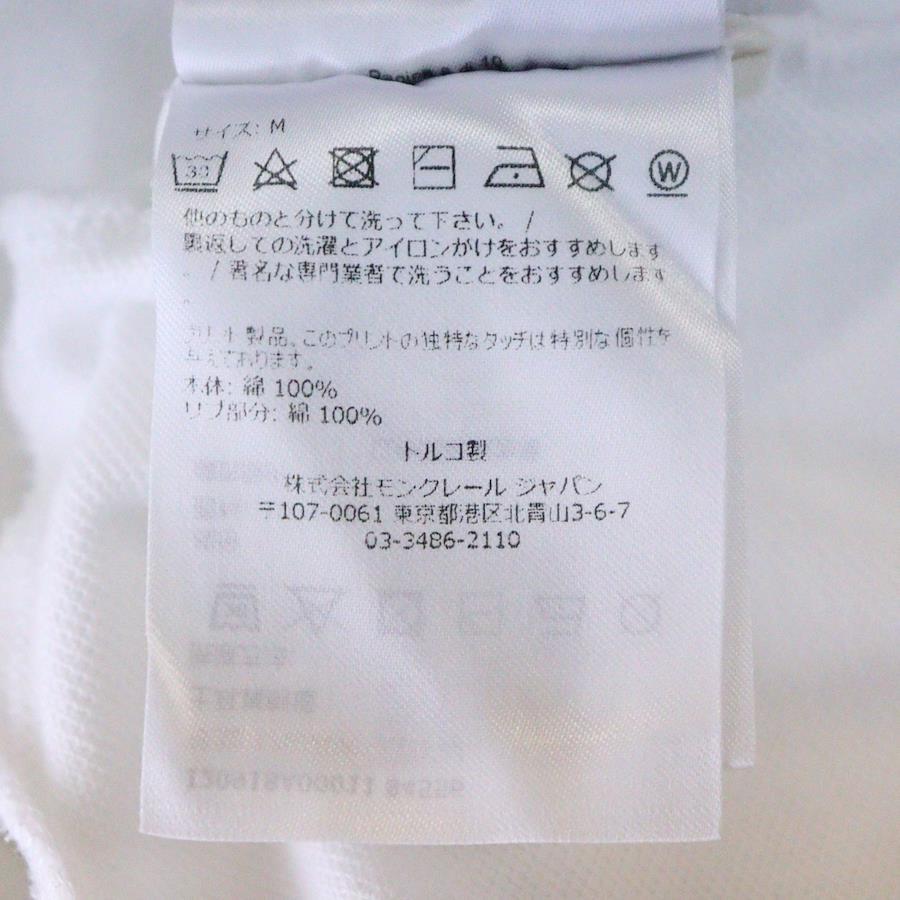 サイズ: M
30
W
他のものと分けて洗って下さい。 /
裏返しての洗濯とアイロンがけをおすすめします
。 / 著名な専門業者で洗うことをおすすめします
。
プリント製品、このプリントの独特なタッチは特別な個性を
与えております。
本体: 綿 100%
リブ部分: 綿 100%
トルコ製
株式会社モンクレール ジャパン
〒107-0061 東京都港区北青山3-6-7
03-3486-2110